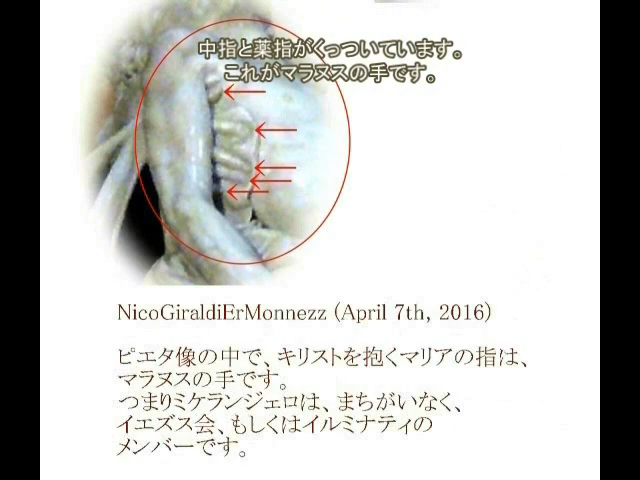 中指と薬指がくっついています。
これがマラヌスの手です。
NicoGiraldiErMonnezz (April 7th, 2016)
ピエタ像の中で、キリストを抱くマリアの指は、
マラヌスの手です。
つまりミケランジェロは、まちがいなく、
イエズス会、もしくはイルミナティの
メンバーです。